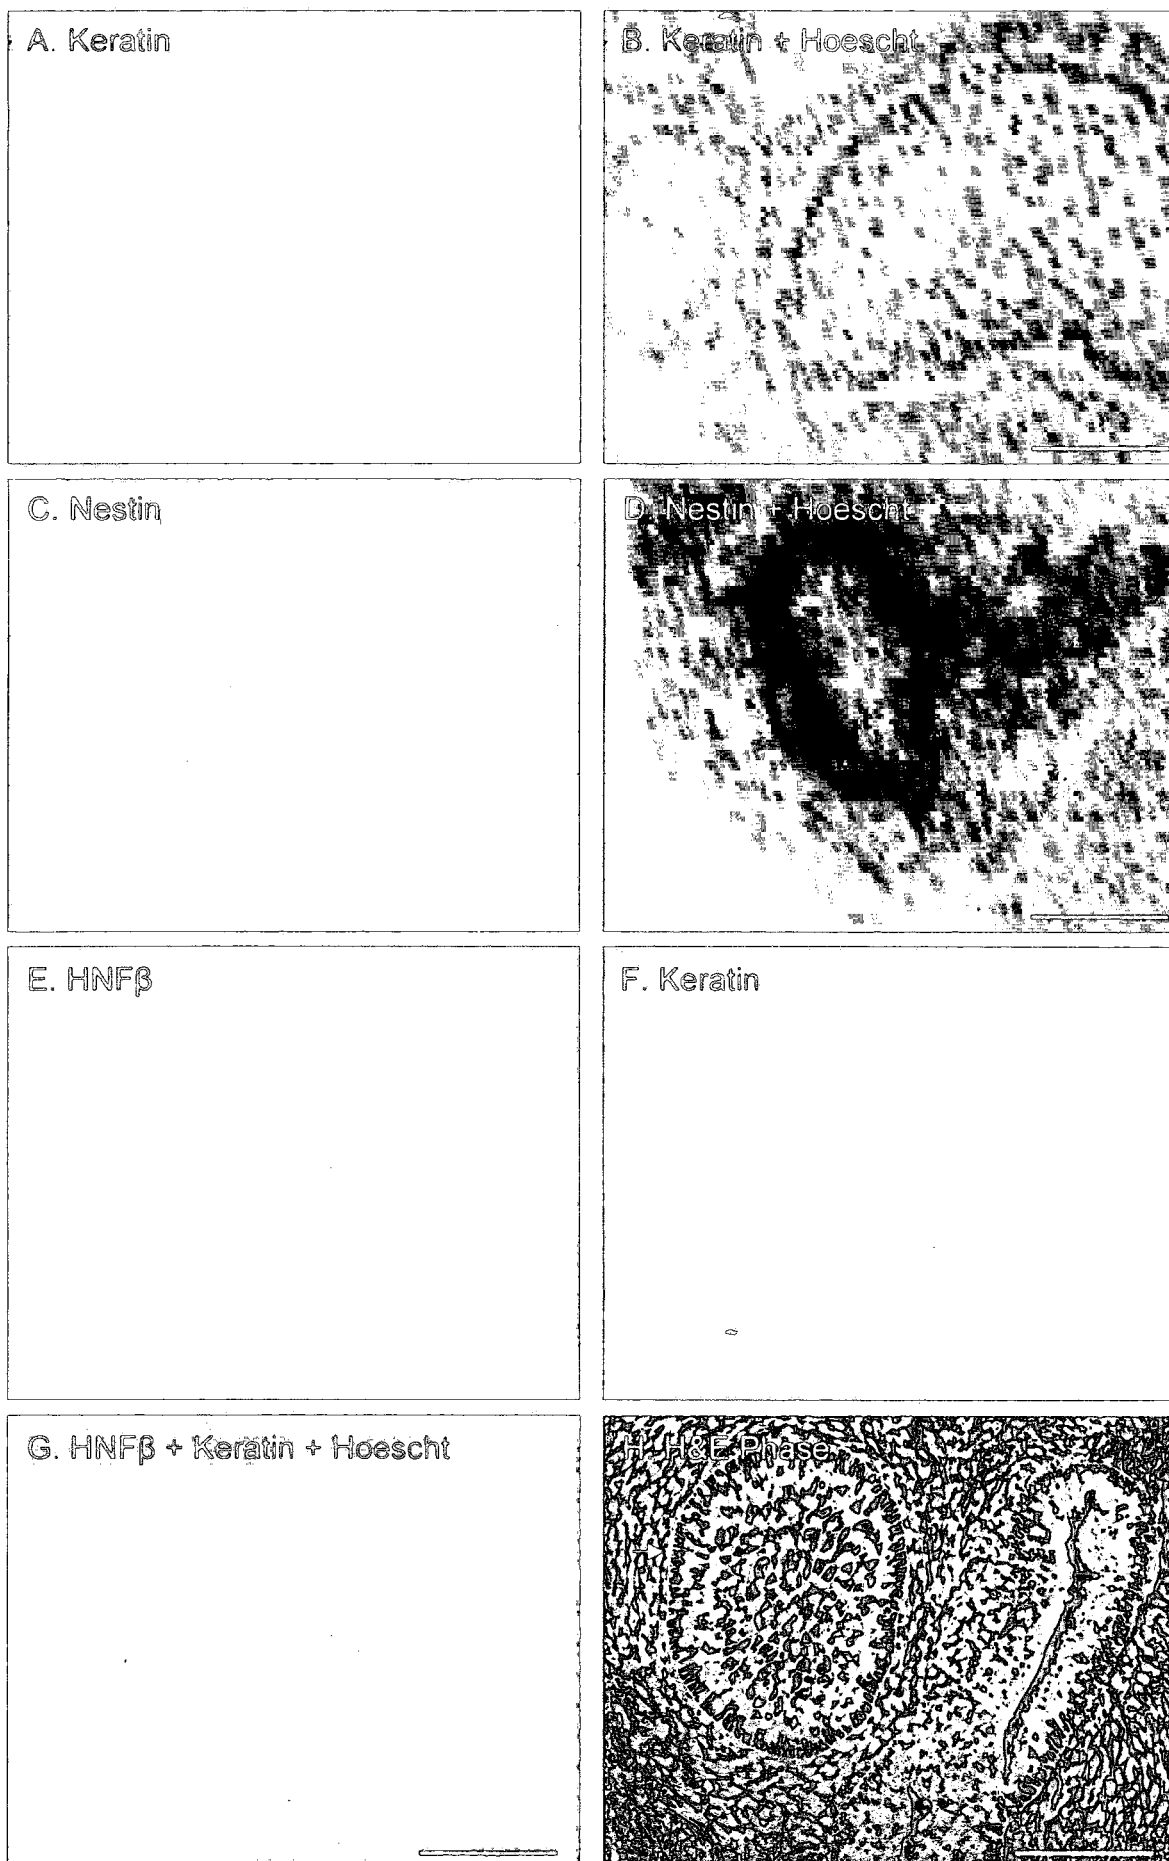 A. Keratin
B. Keratin + Hoescht
C. Nestin
D. Nestin + Hoescht
E. HNFβ
F. Keratin
G. HNFβ + Keratin + Hoescht
H. H&E Phase